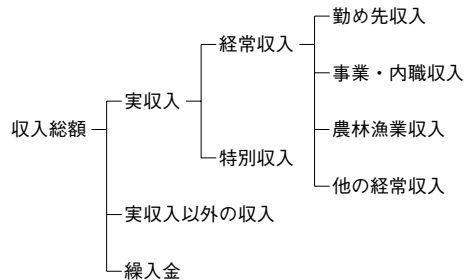 収入総額
実収入
経常収入
勤め先収入
事業・内職収入
農林漁業収入
他の経常収入
特別収入
実収入以外の収入
繰入金